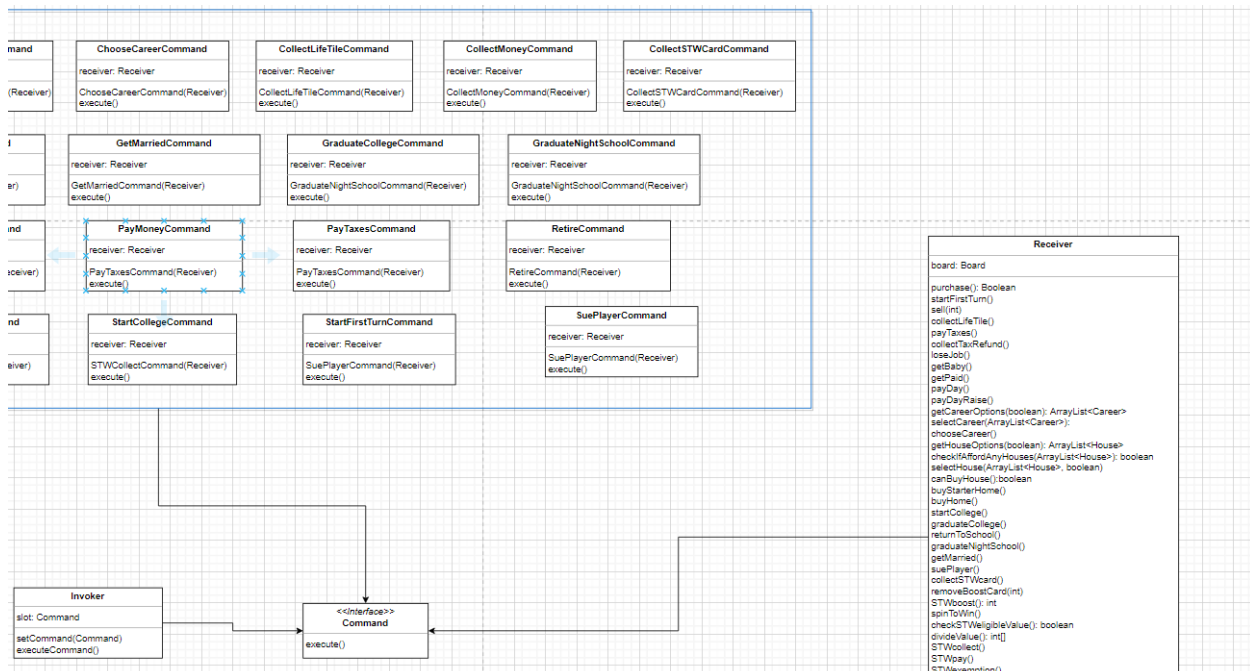 mand
(Receiver)
ChooseCareerCommand
receiver: Receiver
ChooseCareerCommand(Receiver)
execute()
CollectLifeTileCommand
receiver: Receiver
CollectLifeTileCommand(Receiver)
execute()
CollectMoneyCommand
receiver: Receiver
CollectMoneyCommand(Receiver)
execute()
CollectSTWCardCommand
receiver: Receiver
CollectSTWCardCommand(Receiver)
execute()
d
er)
GetMarriedCommand
receiver: Receiver
GetMarriedCommand(Receiver)
execute()
GraduateCollegeCommand
receiver: Receiver
GraduateNightSchoolCommand(Receiver)
execute()
GraduateNightSchoolCommand
receiver: Receiver
GraduateNightSchoolCommand(Receiver)
execute()
nd
eceiver)
PayMoneyCommand
receiver: Receiver
PayTaxesCommand(Receiver)
execute()
PayTaxesCommand
receiver: Receiver
PayTaxesCommand(Receiver)
execute()
RetireCommand
receiver: Receiver
RetireCommand(Receiver)
execute()
nd
eiver)
StartCollegeCommand
receiver: Receiver
STWCollectCommand(Receiver)
execute()
StartFirstTurnCommand
receiver: Receiver
SuePlayerCommand(Receiver)
execute()
SuePlayerCommand
receiver: Receiver
SuePlayerCommand(Receiver)
execute()
Receiver
board: Board
purchase(): Boolean
startFirstTurn()
sell(int)
collectLifeTile()
payTaxes()
collectTaxRefund()
loseJob()
getBaby()
getPaid()
payDay()
payDayRaise()
getCareerOptions(boolean): ArrayList<Career>
selectCareer(ArrayList<Career>):
chooseCareer()
getHouseOptions(boolean): ArrayList<House>
checkIfAffordAnyHouses(ArrayList<House>): boolean
selectHouse(ArrayList<House>, boolean)
canBuyHouse():boolean
buyStarterHome()
buyHome()
startCollege()
graduateCollege()
returnToSchool()
graduateNightSchool()
getMarried()
suePlayer()
collectSTWcard()
removeBoostCard(int)
STWboost(): int
spinToWin()
checkSTWeligibleValue(): boolean
divideValue(): int[]
STWcollect()
STWpay()
STWexemption()
Invoker
slot: Command
setCommand(Command)
executeCommand()
<<Interface>>
Command
execute()